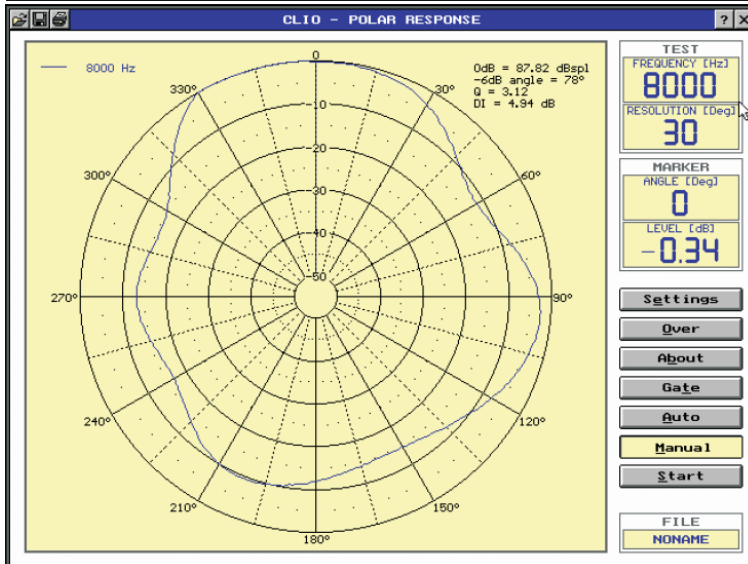 CLIO - POLAR RESPONSE
? X
8000 Hz
0dB = 87.82 dBspl
-6dB angle = 78°
Q = 3.12
DI = 4.94 dB
0
-10
-20
-30
-40
-50
30°
60°
90°
120°
150°
180°
210°
240°
270°
300°
330°
TEST
FREQUENCY [Hz]
8000
RESOLUTION [Deg]
30
MARKER
ANGLE [Deg]
0
LEVEL [dB]
-0.34
Settings
Over
About
Gate
Auto
Manual
Start
FILE
NONAME